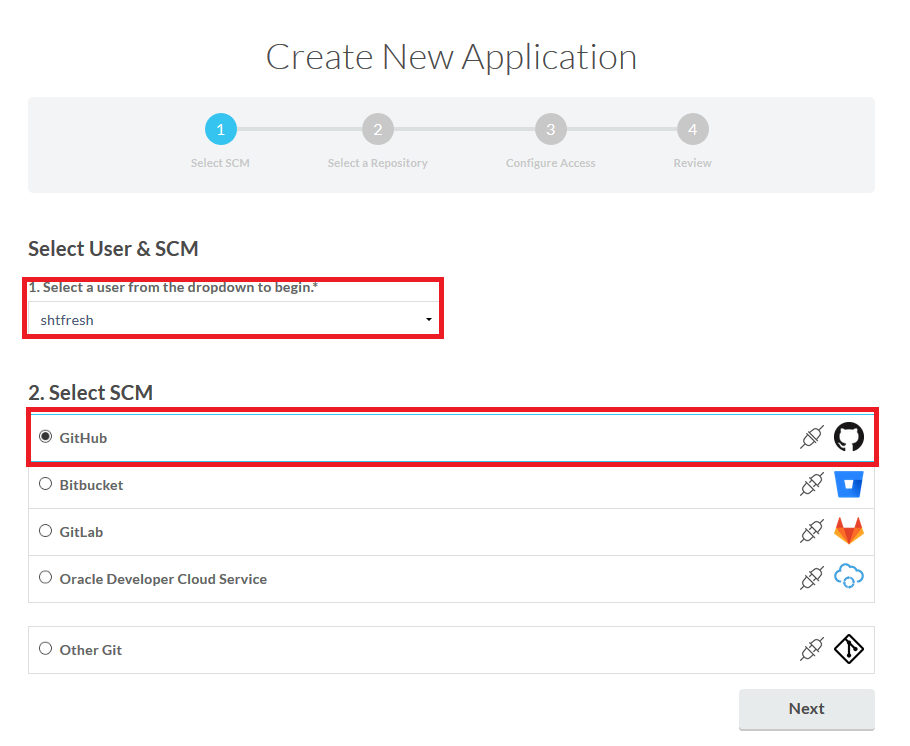 Create New Application
1 2 3 4
Select SCM Select a Repository Configure Access Review
Select User & SCM
1. Select a user from the dropdown to begin.*
shtfresh
2. Select SCM
GitHub
Bitbucket
GitLab
Oracle Developer Cloud Service
Other Git
Next